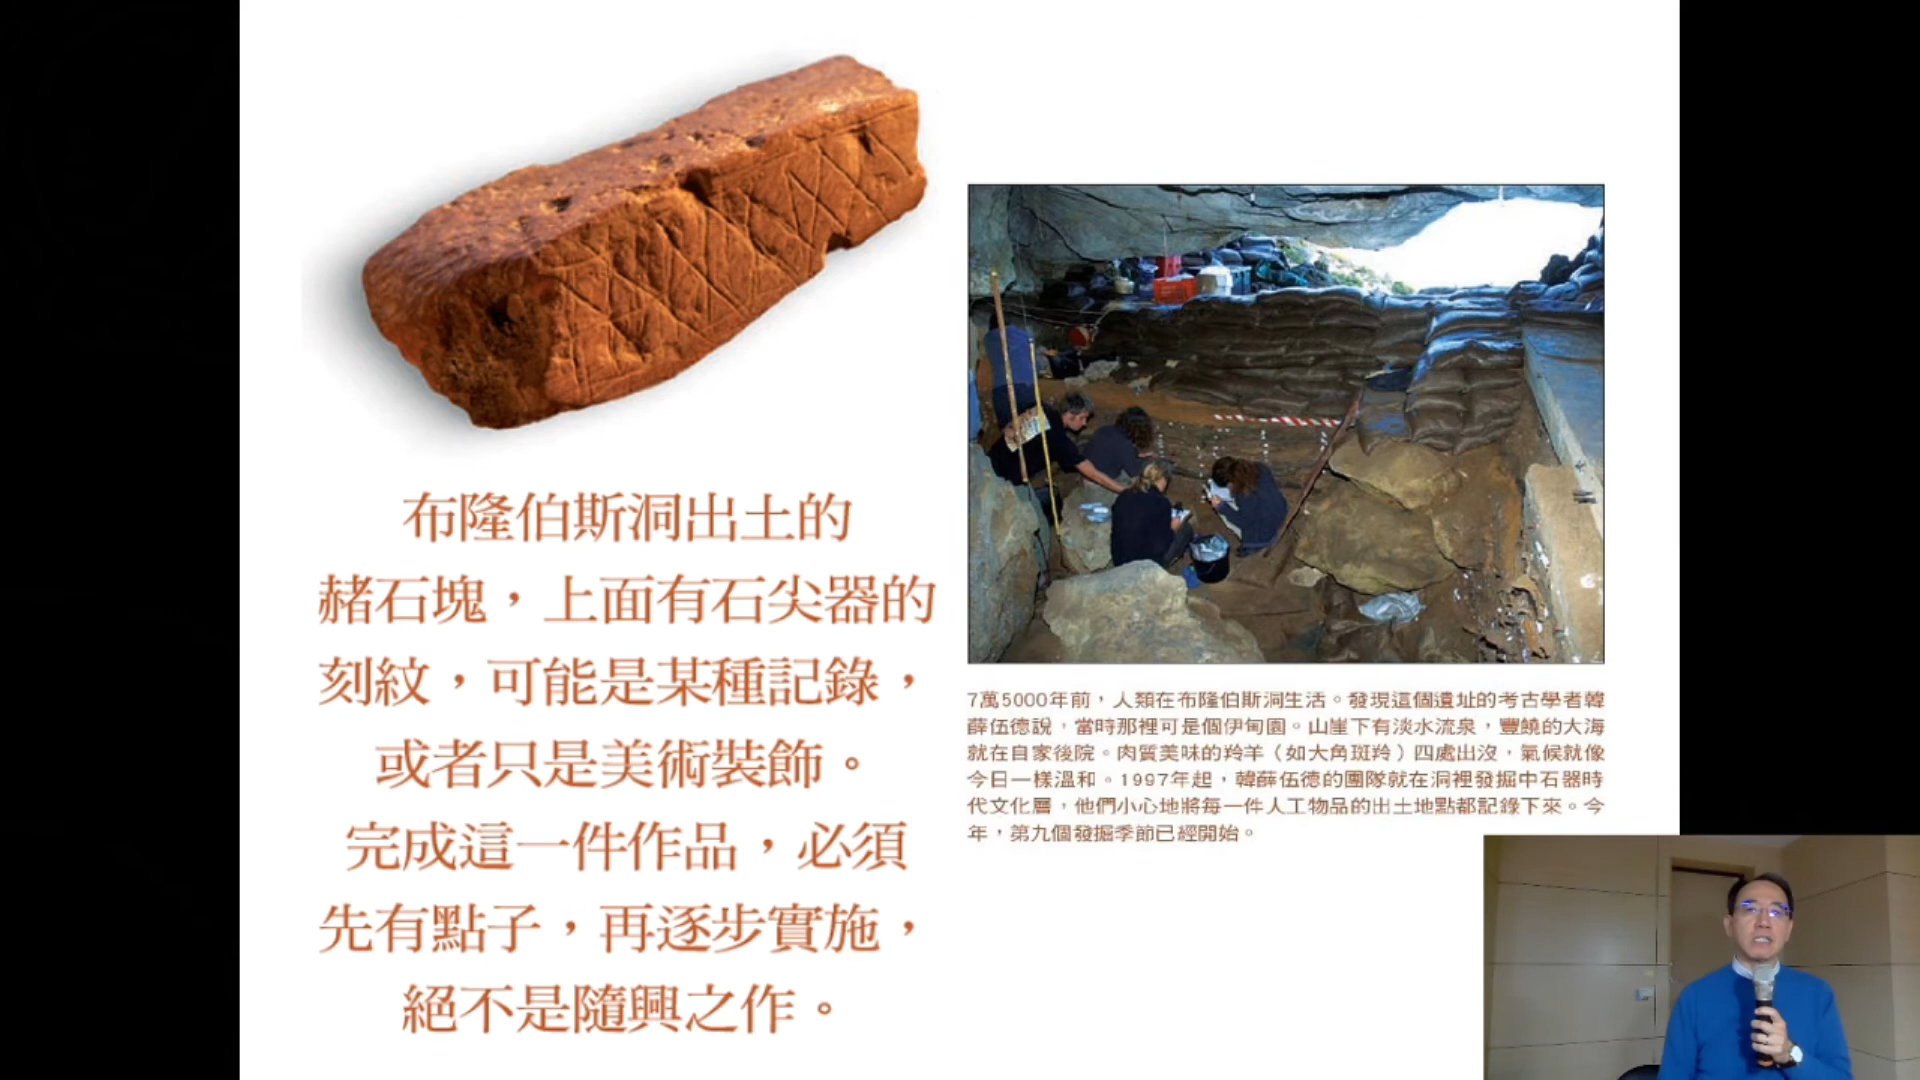 布隆伯斯洞出土的
赭石塊，上面有石尖器的
刻紋，可能是某種記錄，
或者只是美術裝飾。
完成這一件作品，必須
先有點子，再逐步實施，
絕不是隨興之作。
7萬5000年前，人類在布隆伯斯洞生活。發現這個遺址的考古學者韓
薛伍德說，當時那裡可是個伊甸園。山崖下有淡水流泉，豐饒的大海
就在自家後院。肉質美味的羚羊（如大角斑羚）四處出沒，氣候就像
今日一樣溫和。1997年起，韓薛伍德的團隊就在洞裡發掘中石器時
代文化層，他們小心地將每一件人工物品的出土地點都記錄下來。今
年，第九個發掘季節已經開始。